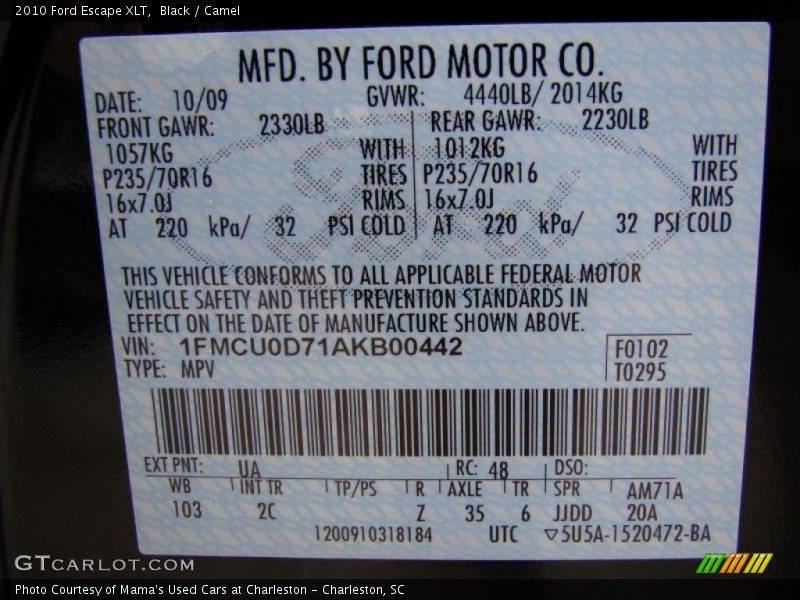 2010 Ford Escape XLT,  Black / Camel
MFD. BY FORD MOTOR CO.
DATE: 10/09 GVWR: 4440LB/ 2014KG
FRONT GAWR: 2330LB REAR GAWR: 2230LB
1057KG WITH 1012KG WITH
P235/70R16 TIRES P235/70R16 TIRES
16x7.0J RIMS 16x7.0J RIMS
AT 220 kPa/ 32 PSI COLD AT 220 kPa/ 32 PSI COLD
Ford
THIS VEHICLE CONFORMS TO ALL APPLICABLE FEDERAL MOTOR
VEHICLE SAFETY AND THEFT PREVENTION STANDARDS IN
EFFECT ON THE DATE OF MANUFACTURE SHOWN ABOVE.
VIN: 1FMCU0D71AKB00442 F0102
TYPE: MPV T0295
EXT PNT: UA RC: 48 DSO:
WB INT TR TP/PS R AXLE TR SPR AM71A
103 2C Z 35 6 JJDD 20A
1200910318184 UTC ▽5U5A-1520472-BA
GTCARLOT.COM
Photo Courtesy of Mama's Used Cars at Charleston - Charleston, SC